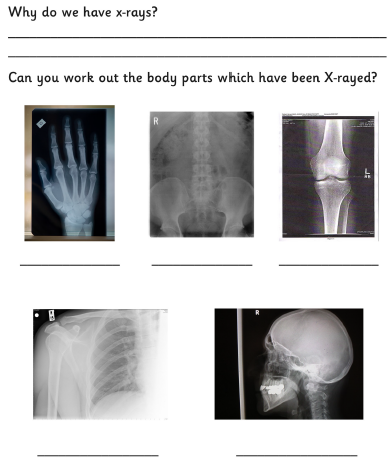 Why do we have x-rays?
Can you work out the body parts which have been X-rayed?
R
L
R